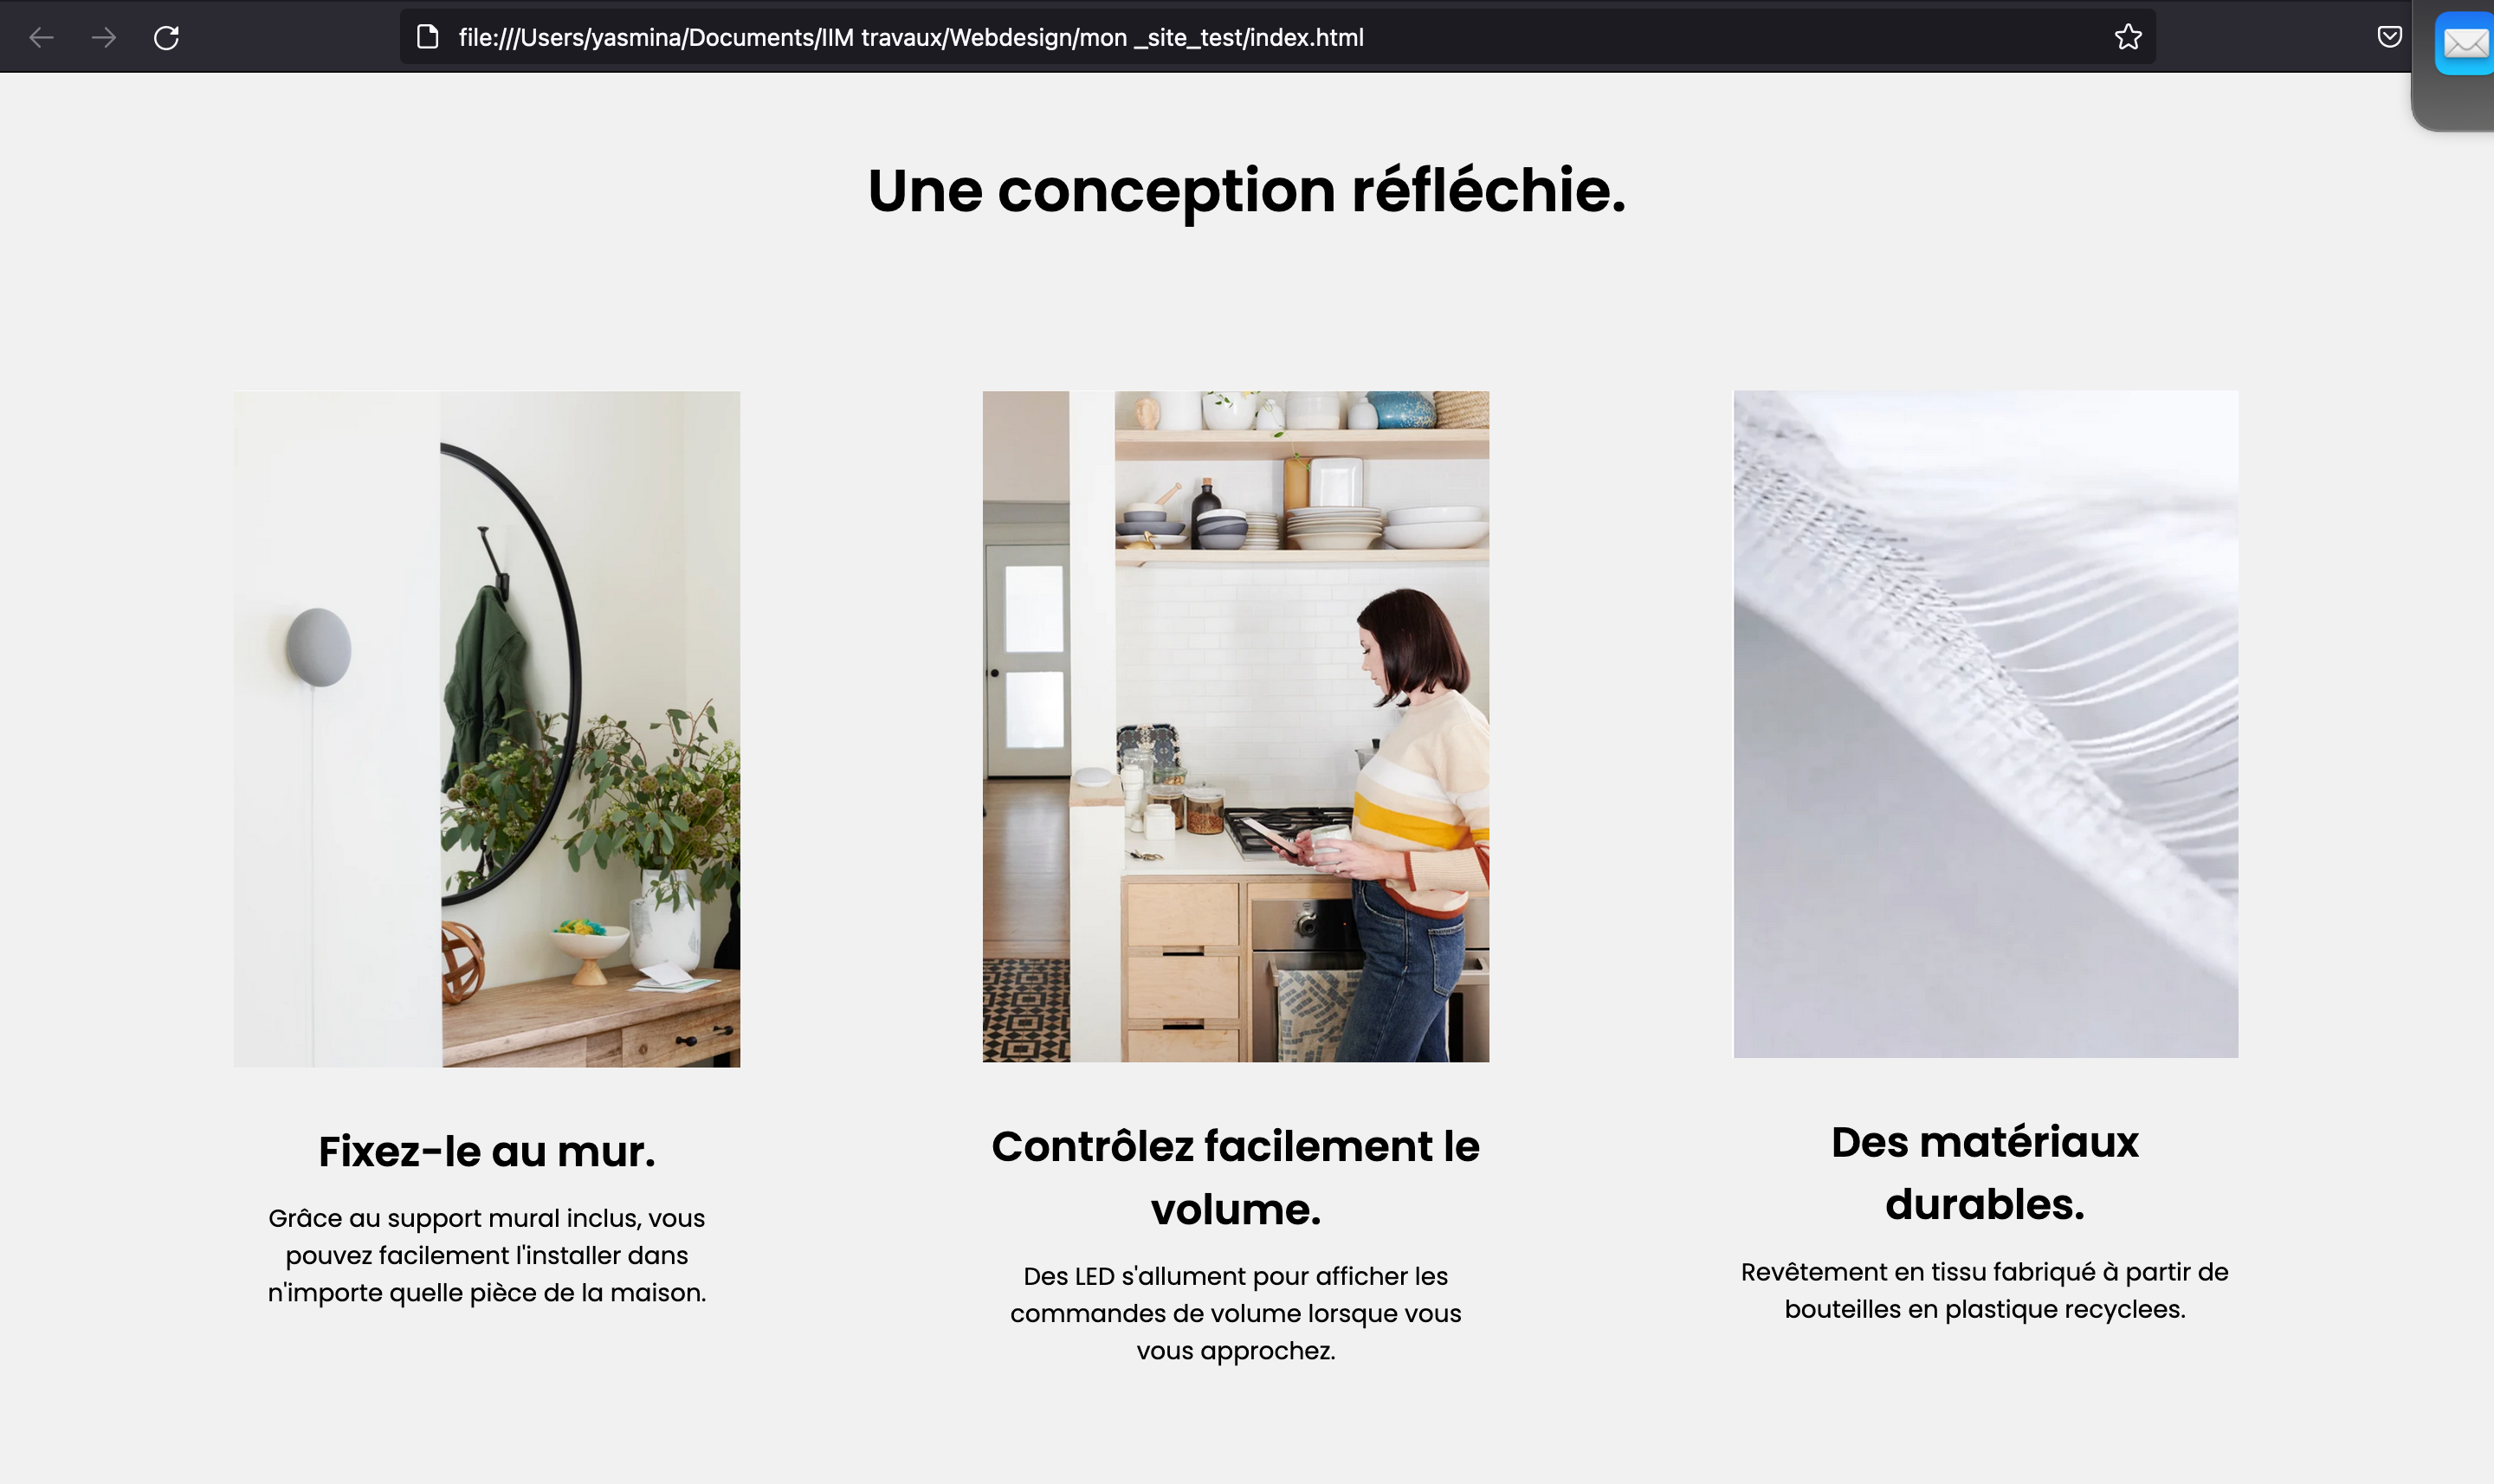 file:///Users/yasmina/Documents/IIM travaux/Webdesign/mon _site_test/index.html
Une conception réfléchie.
Fixez-le au mur.
Grâce au support mural inclus, vous
pouvez facilement l'installer dans
n'importe quelle pièce de la maison.
Contrôlez facilement le
volume.
Des LED s'allument pour afficher les
commandes de volume lorsque vous
vous approchez.
Des matériaux
durables.
Revêtement en tissu fabriqué à partir de
bouteilles en plastique recyclees.